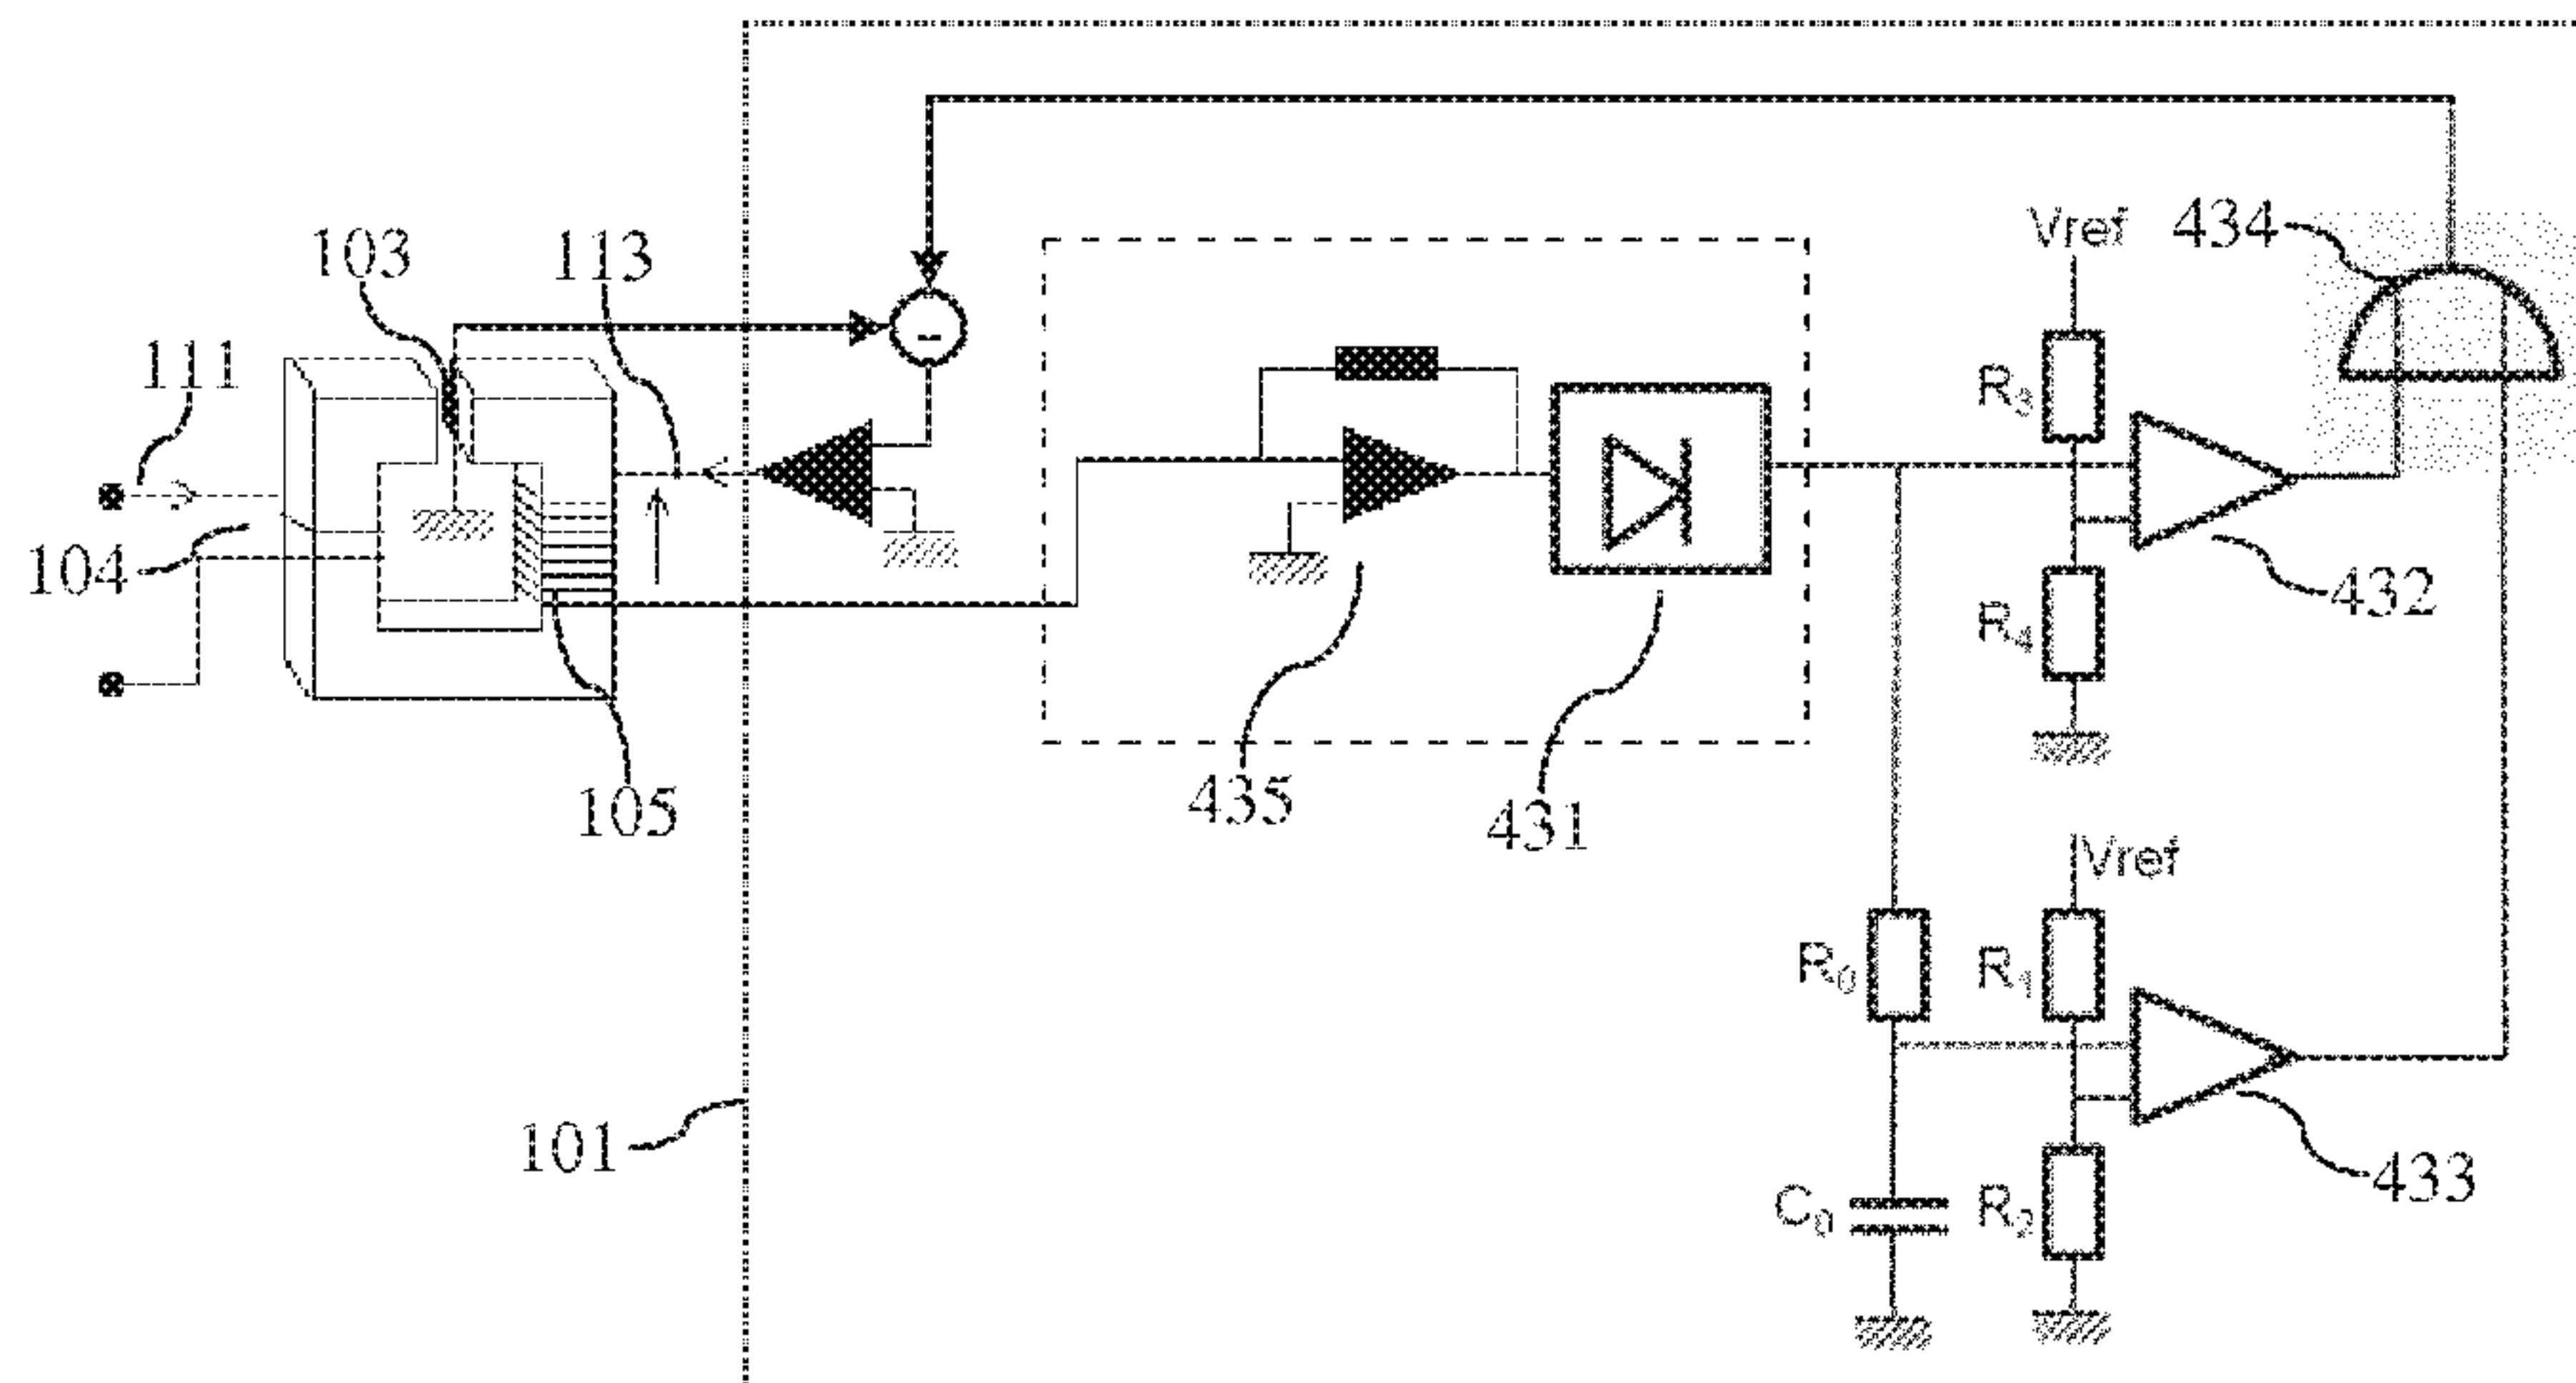 Vref
434
103
113
111
R₃
104
R₄
432
105
435
431
Vref
R₀
R₁
101
433
C₀
R₂
-